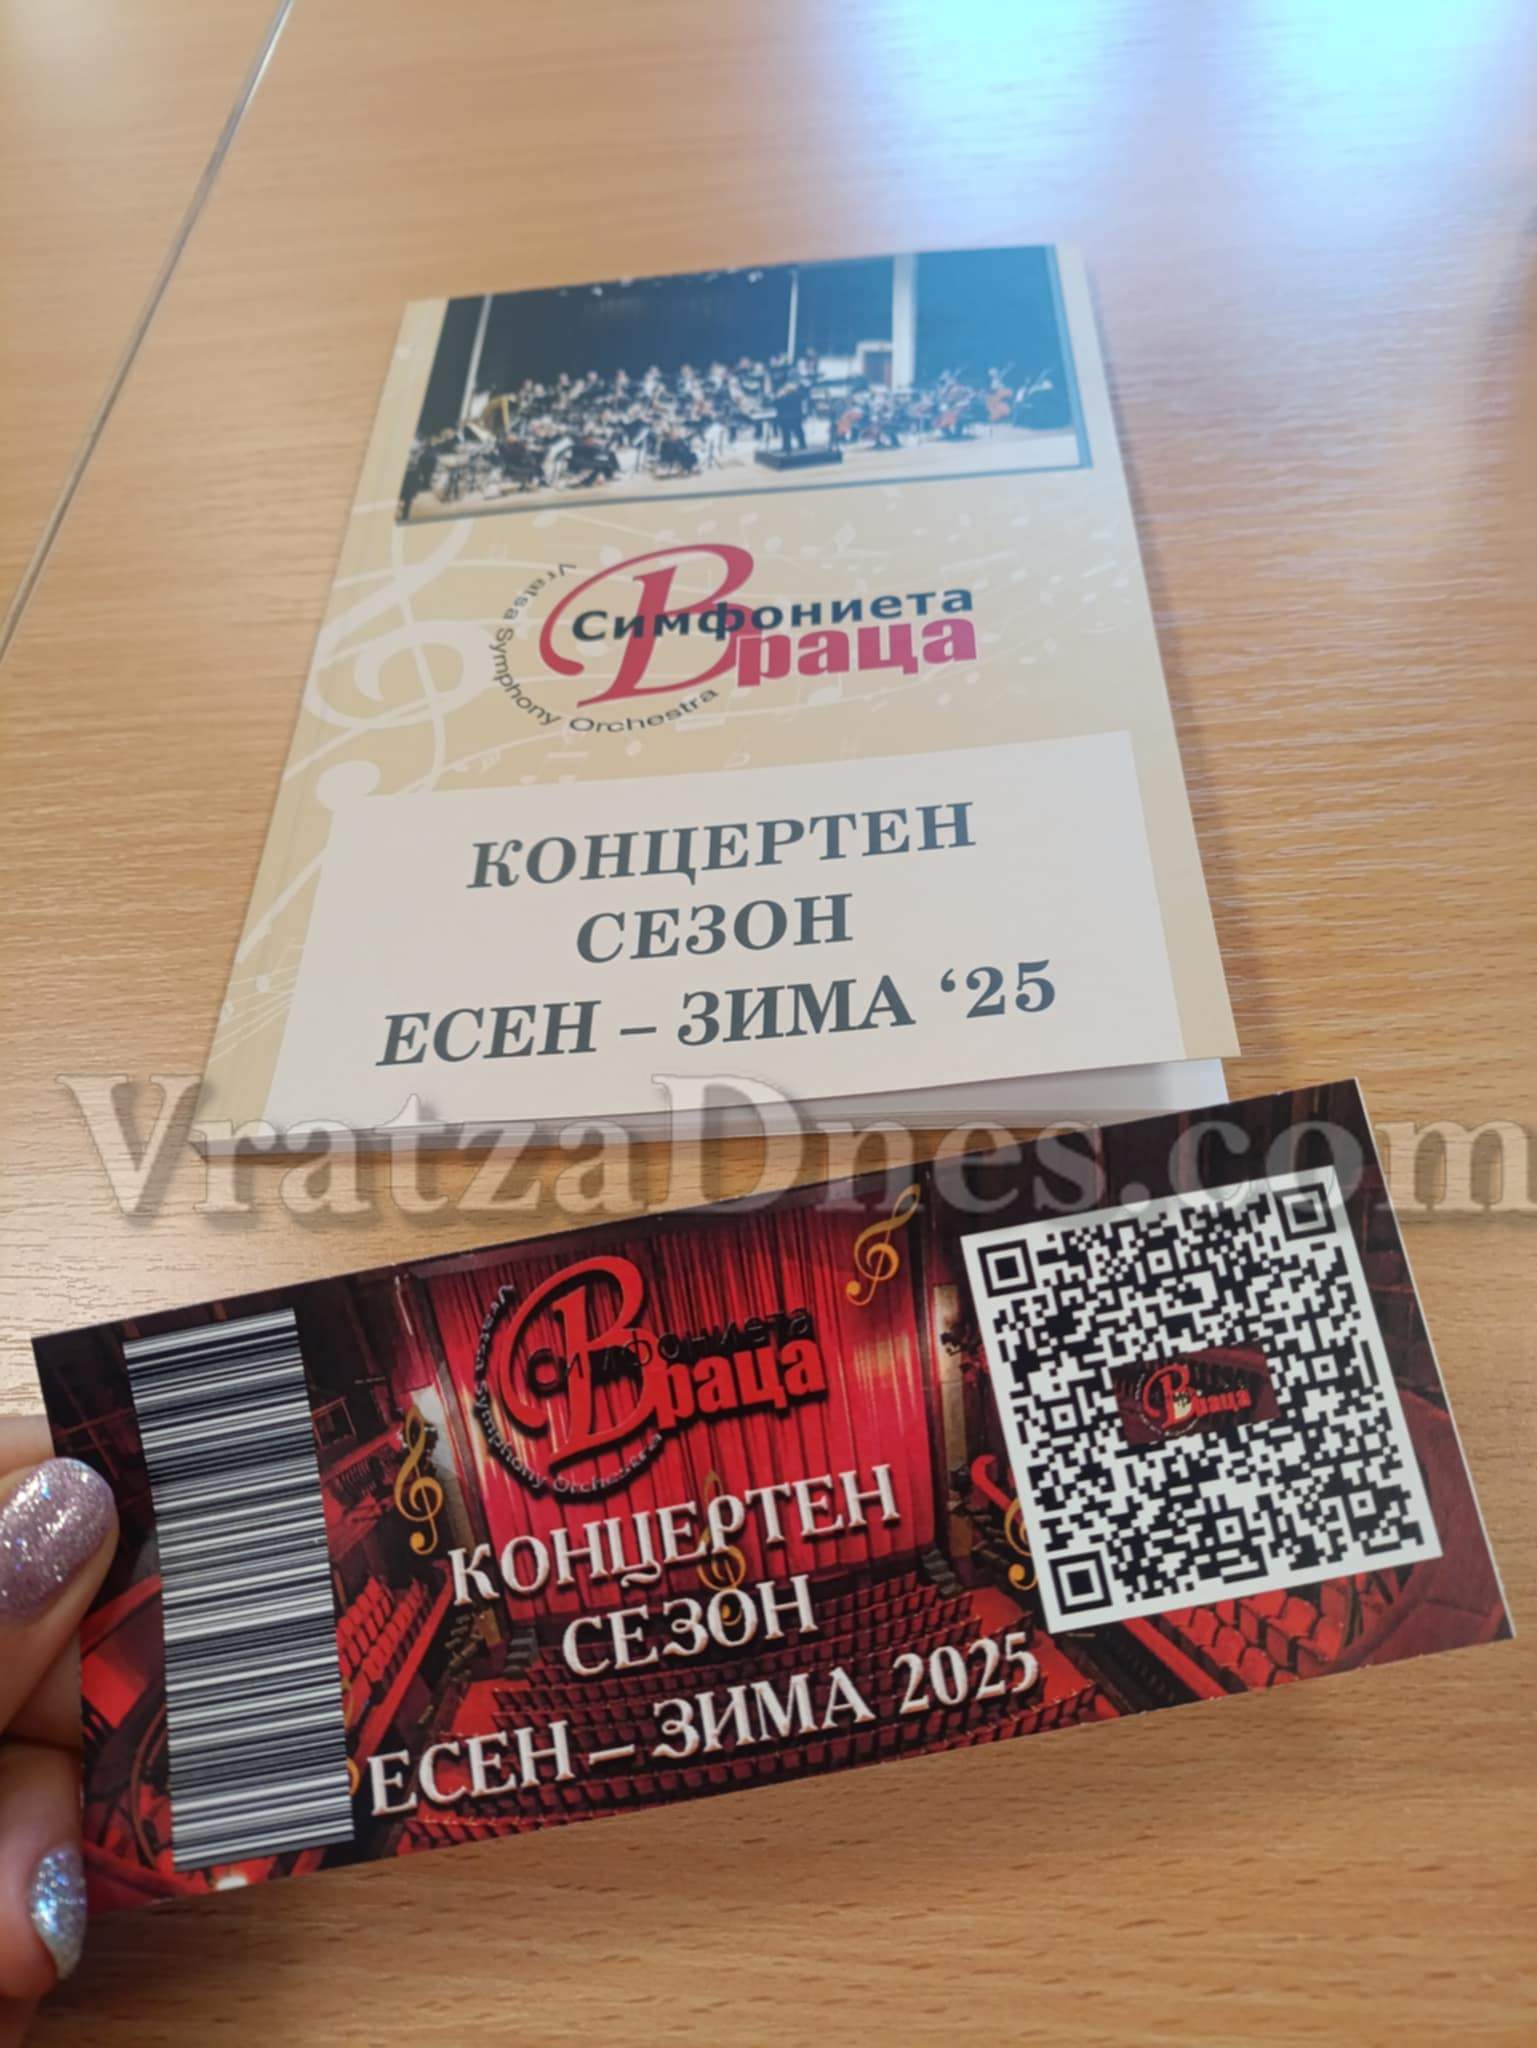 Симфониета
Враца
Vratsa Symphony Orchestra
КОНЦЕРТЕН
СЕЗОН
ЕСЕН – ЗИМА ‘25
VratzaDnes.com
Симфониета
Враца
Vratsa Symphony Orchestra
КОНЦЕРТЕН
СЕЗОН
ЕСЕН – ЗИМА 2025
Враца